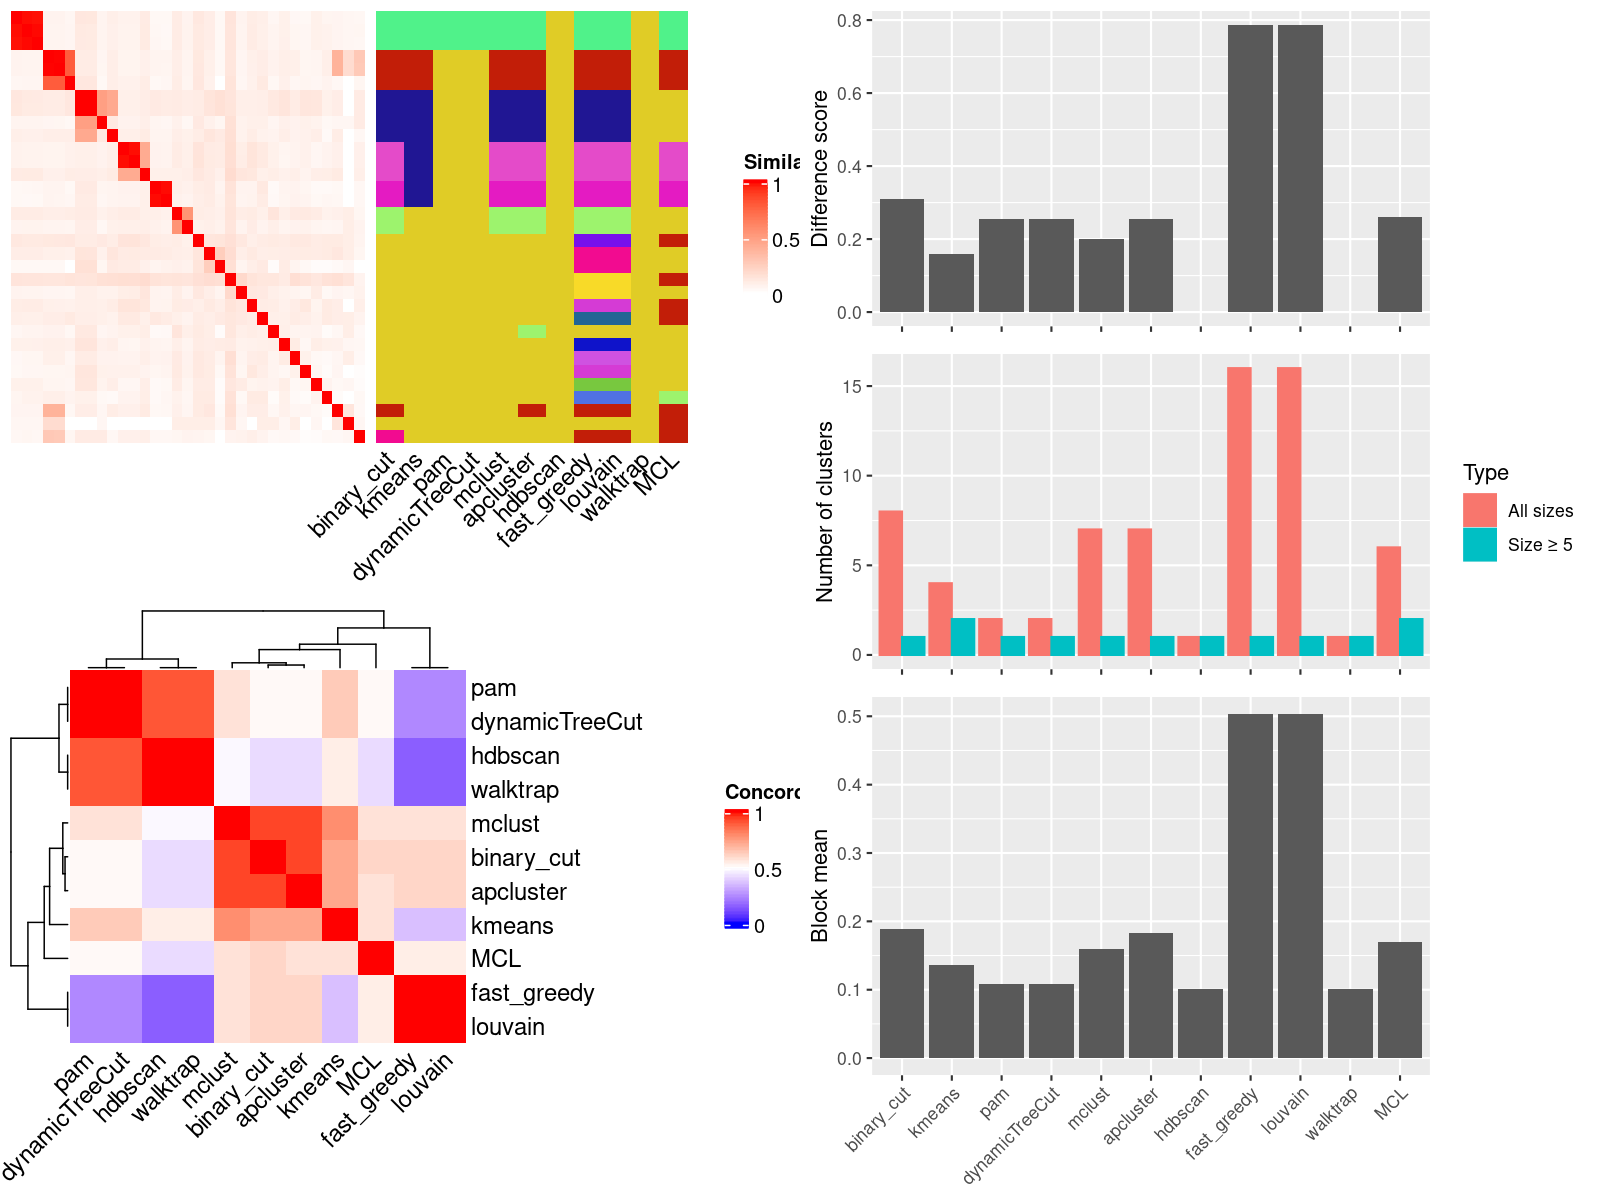 Simila
1
0.5
0
binary_cut
kmeans
pam
dynamicTreeCut
mclust
apcluster
hdbscan
fast_greedy
louvain
walktrap
MCL
pam
dynamicTreeCut
hdbscan
walktrap
mclust
binary_cut
apcluster
kmeans
MCL
fast_greedy
louvain
pam
dynamicTreeCut
hdbscan
walktrap
mclust
binary_cut
apcluster
kmeans
MCL
fast_greedy
louvain
Concord
1
0.5
0
Difference score
0.8
0.6
0.4
0.2
0.0
Number of clusters
15
10
5
0
Type
All sizes
Size ≥ 5
Block mean
0.5
0.4
0.3
0.2
0.1
0.0
binary_cut
kmeans
pam
dynamicTreeCut
mclust
apcluster
hdbscan
fast_greedy
louvain
walktrap
MCL